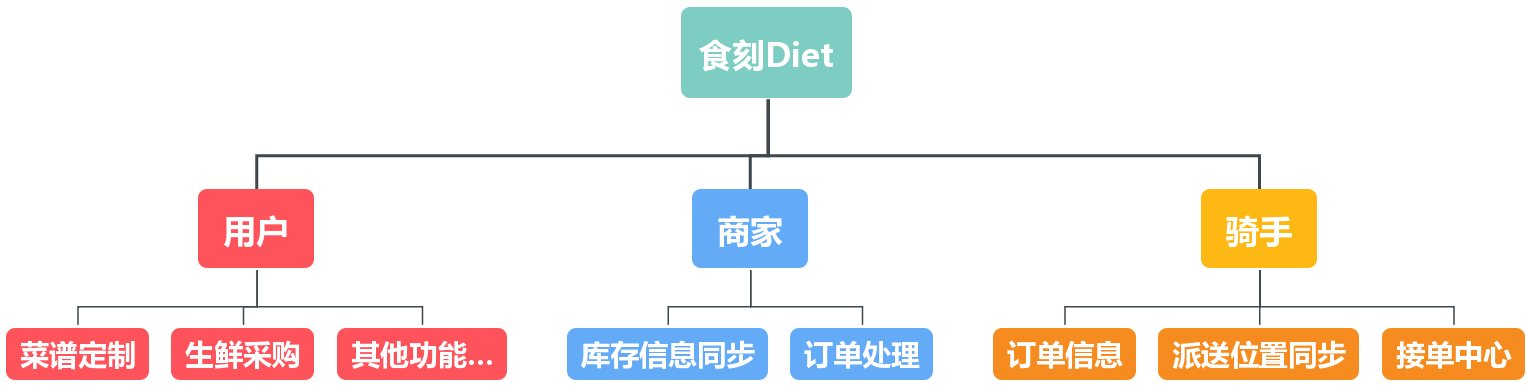 食刻Diet
用户
商家
骑手
菜谱定制
生鲜采购
其他功能...
库存信息同步
订单处理
订单信息
派送位置同步
接单中心